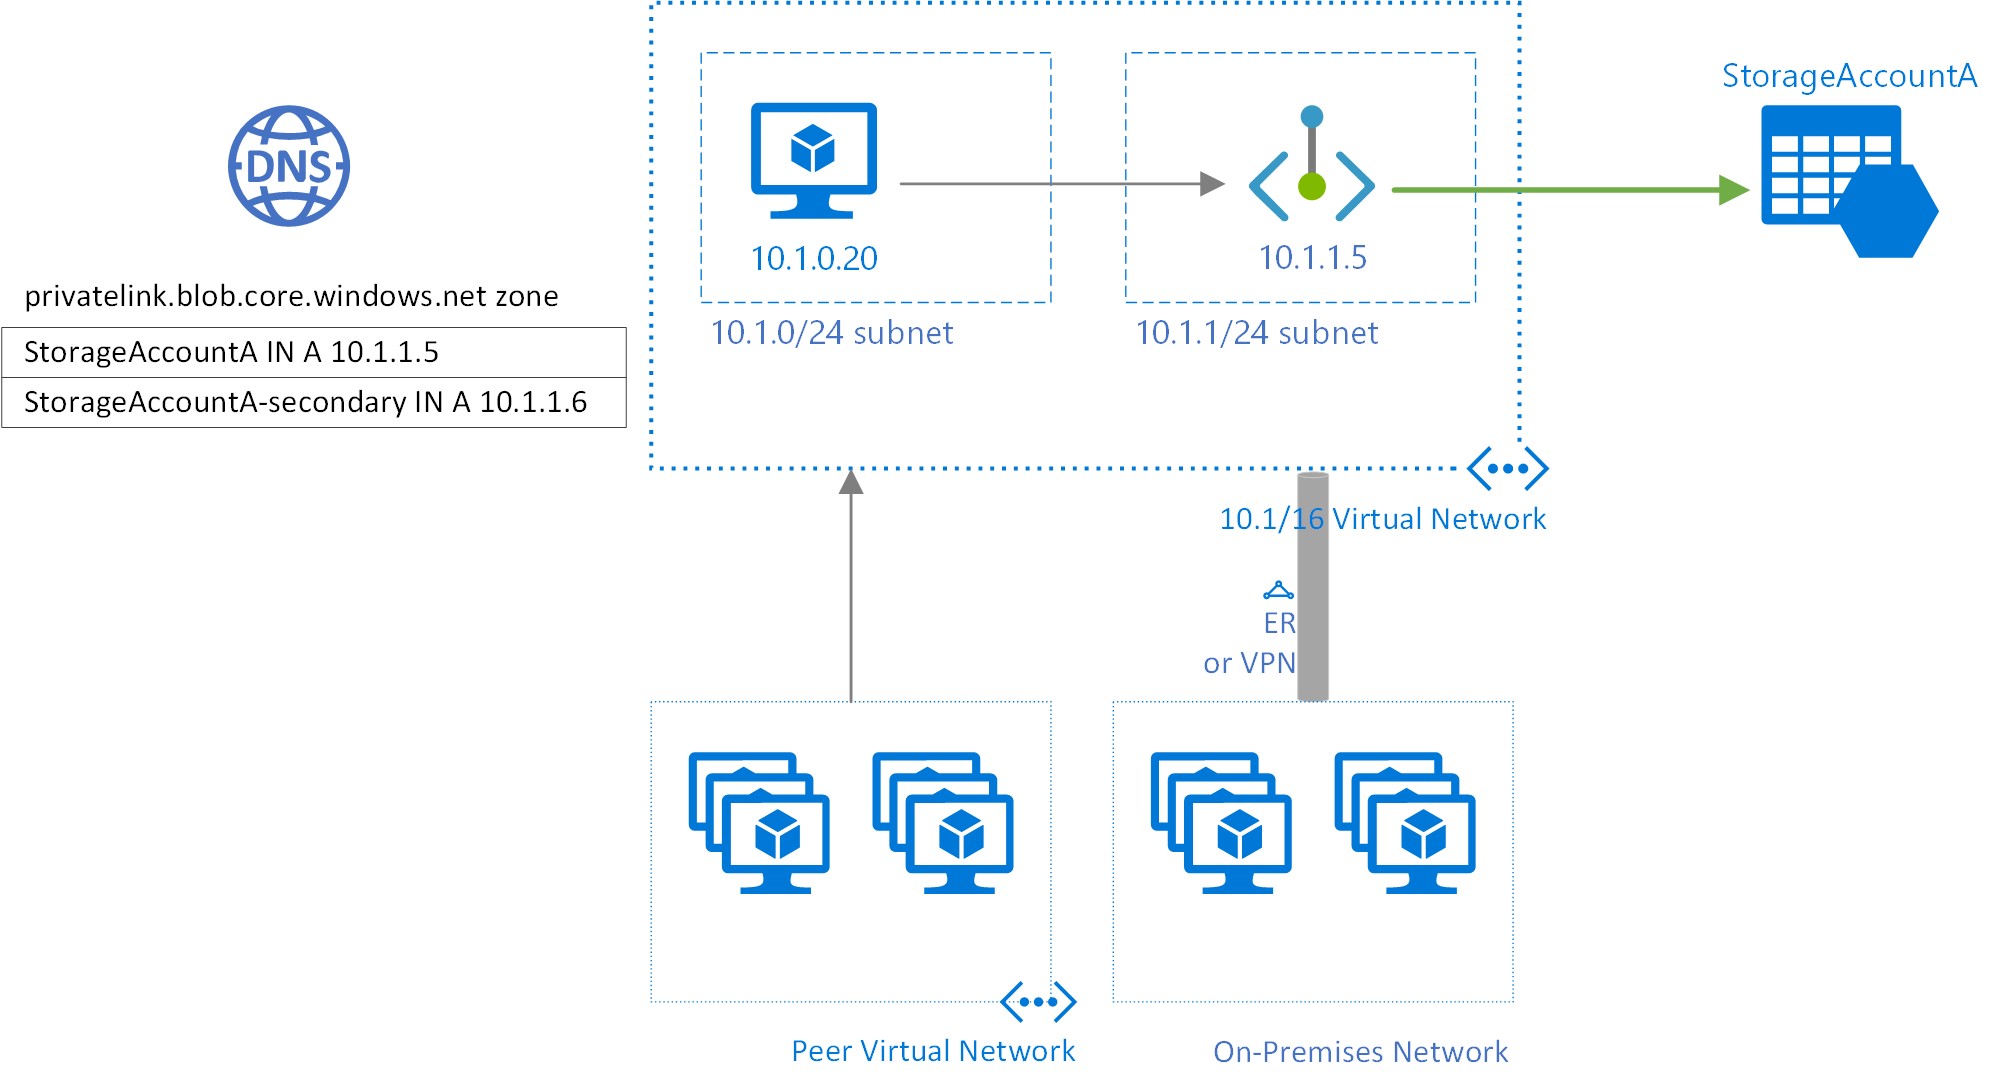 StorageAccountA
DNS
10.1.0.20
10.1.1.5
privatelink.blob.core.windows.net zone
StorageAccountA IN A 10.1.1.5
StorageAccountA-secondary IN A 10.1.1.6
10.1.0/24 subnet
10.1.1/24 subnet
10.1/16 Virtual Network
ER
or VPN
Peer Virtual Network
On-Premises Network